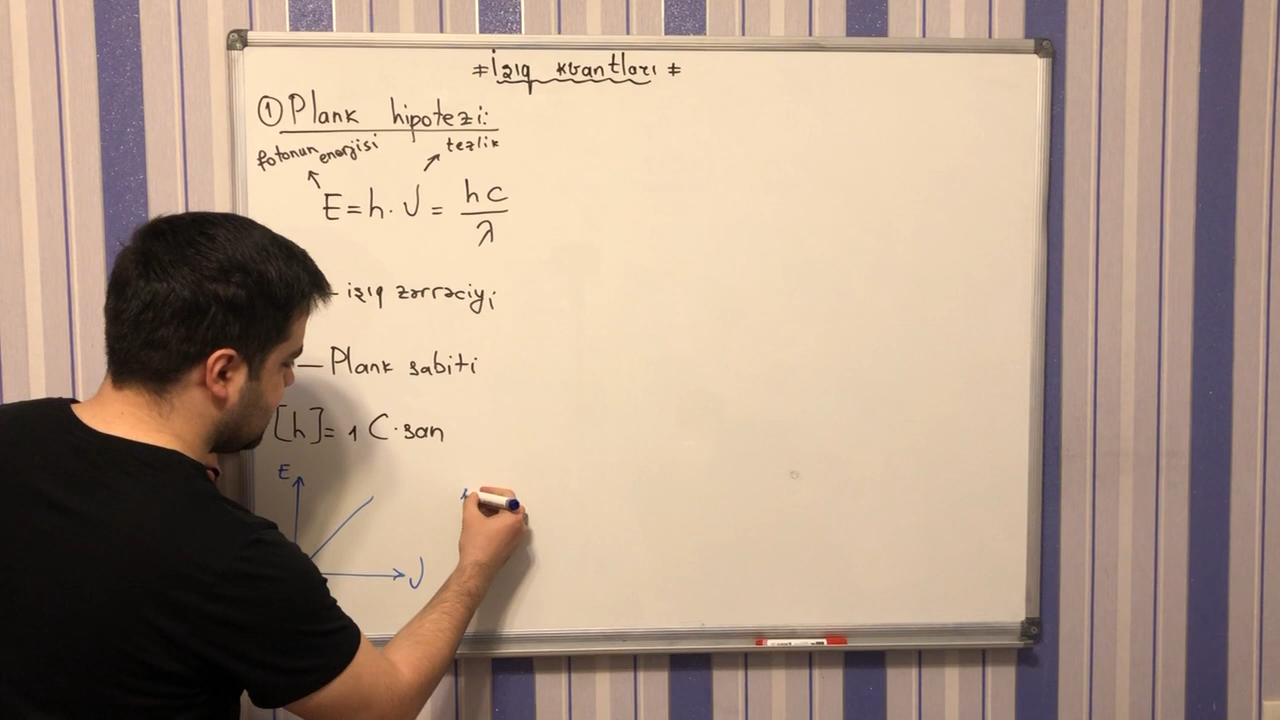 ≠ İşıq kvantları ≠
① Plank hipotezi:
fotonun enerjisi
tezlik
E = h · ν = hc / λ
– işıq zərrəciyi
— Plank sabiti
[h] = 1 C · san
E
ν